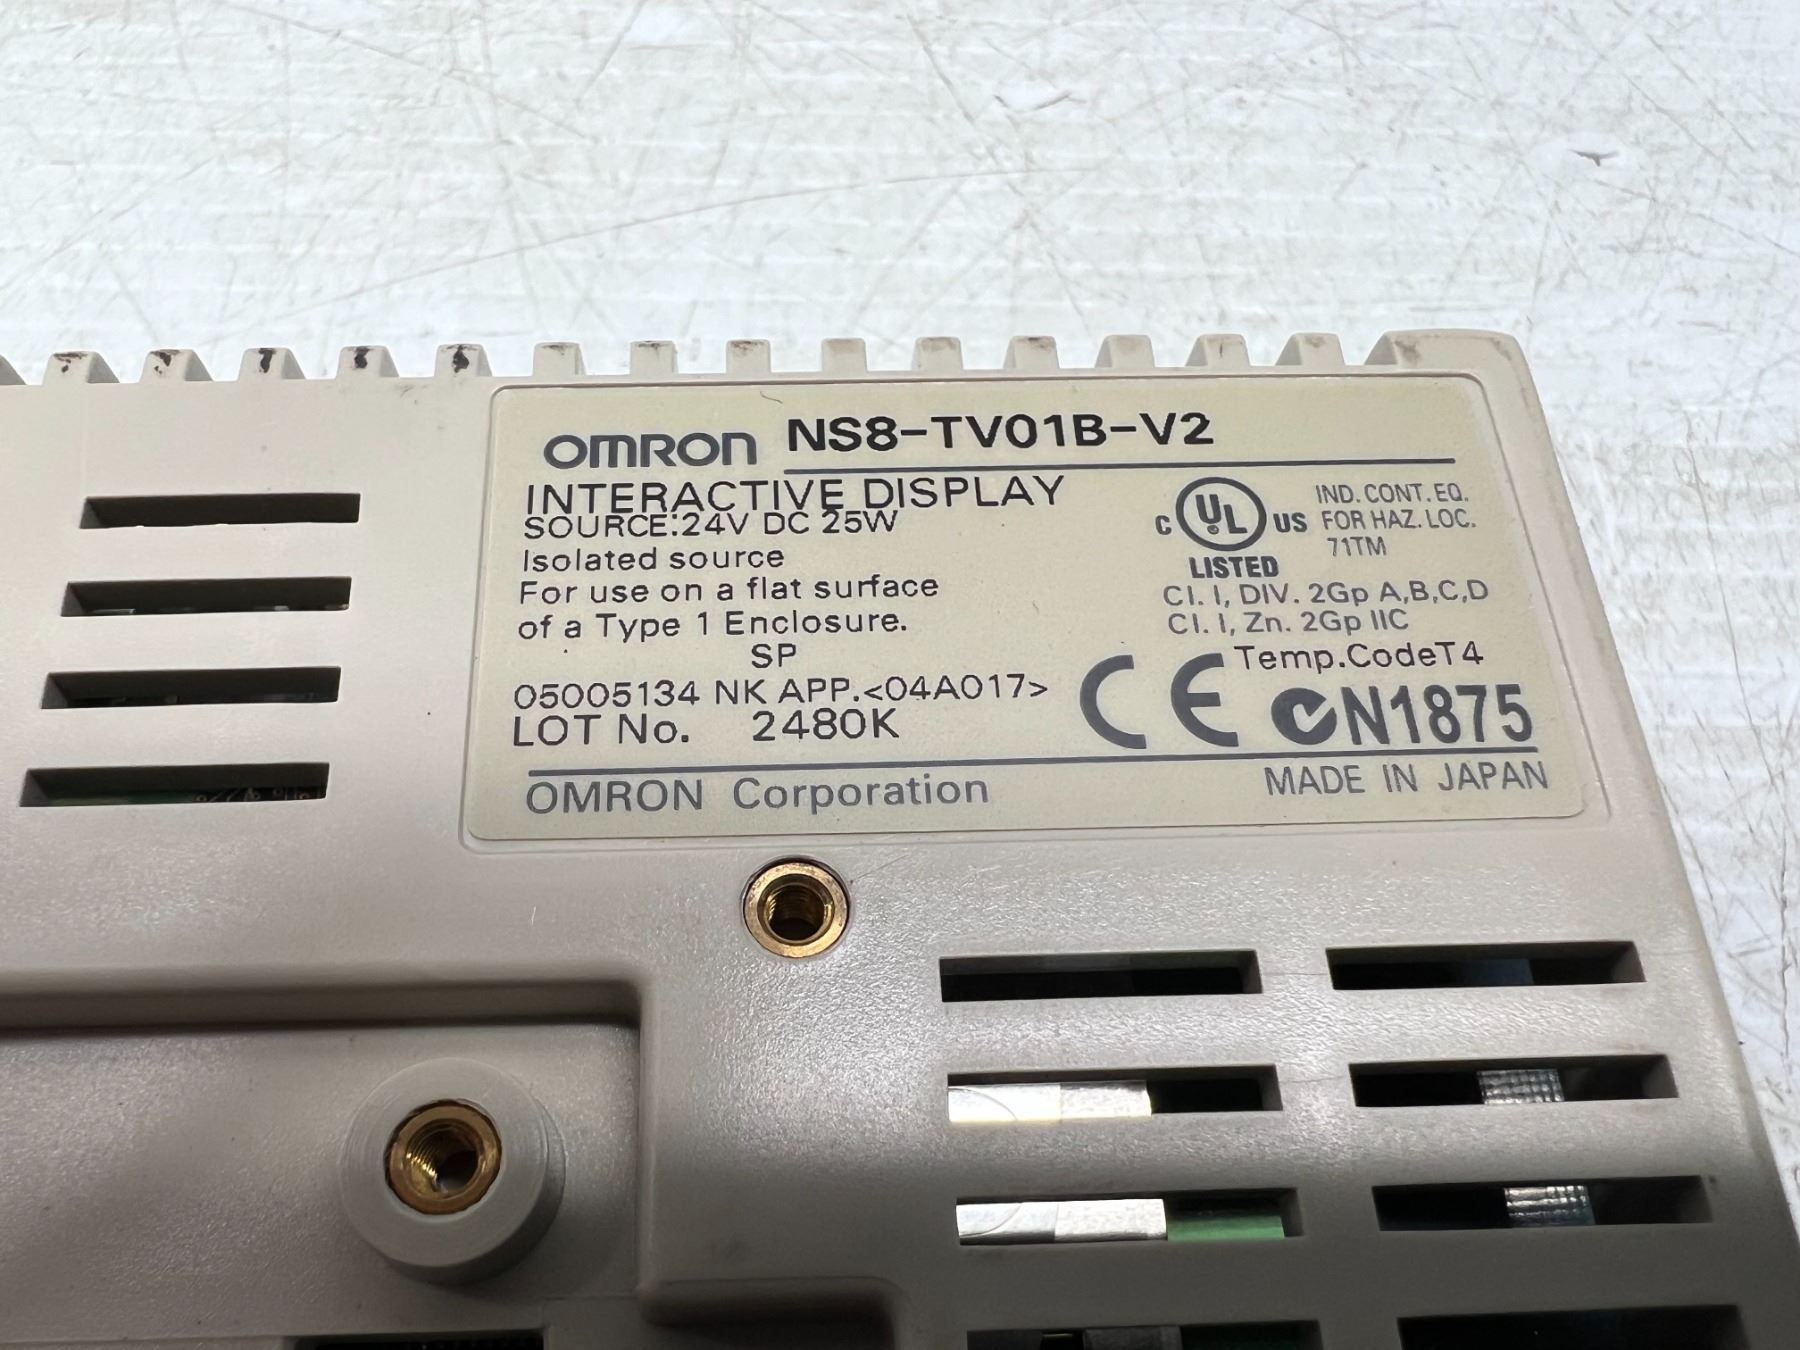 OMRON NS8-TV01B-V2
INTERACTIVE DISPLAY
SOURCE:24V DC 25W
Isolated source
For use on a flat surface
of a Type 1 Enclosure.
SP
05005134 NK APP.<04A017>
LOT No. 2480K
C UL US
LISTED
IND. CONT. EQ.
FOR HAZ. LOC.
71TM
Cl. I, DIV. 2Gp A,B,C,D
Cl. I, Zn. 2Gp IIC
Temp.CodeT4
CE N1875
OMRON Corporation
MADE IN JAPAN